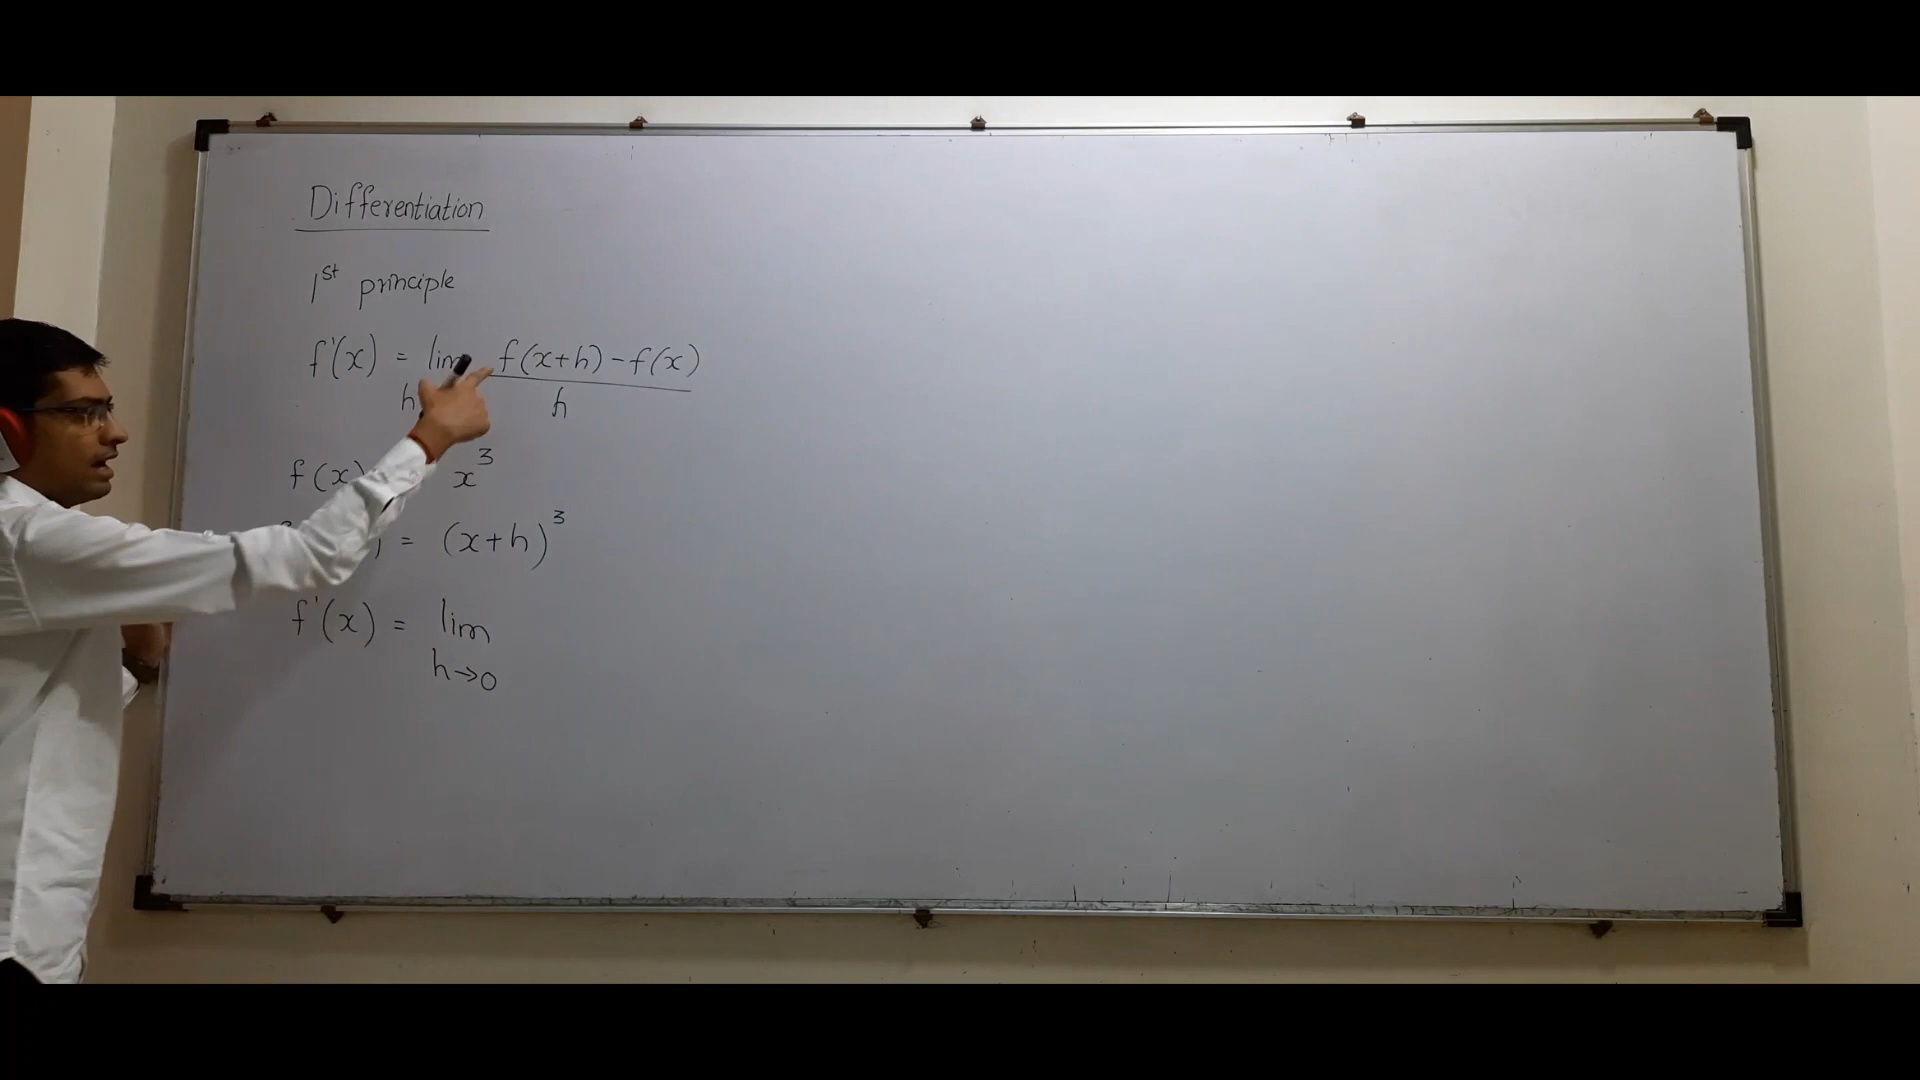 Differentiation
1st principle
f'(x) = lim f(x+h) - f(x)
h h
f(x) x³
= (x+h)³
f'(x) = lim
h→0